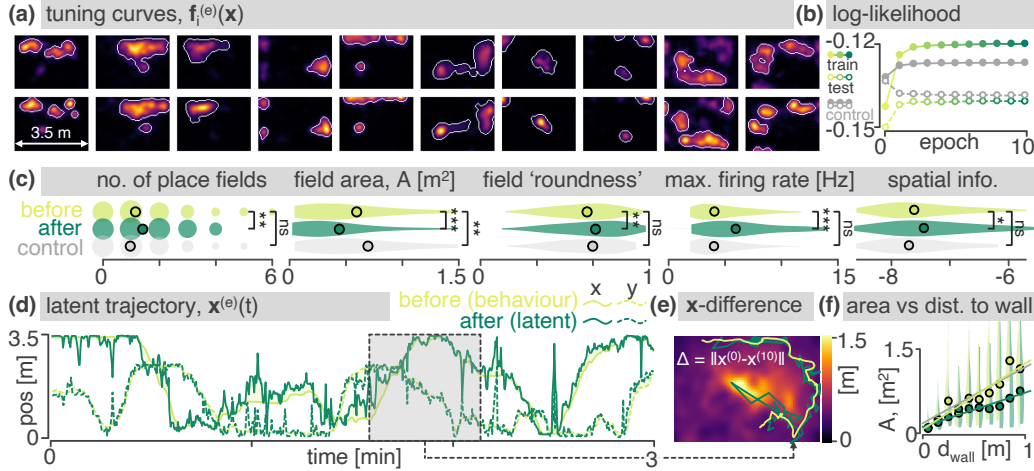 (a) tuning curves, f_i^(e)(x)
3.5 m
(b) log-likelihood
-0.12
train
test
control
-0.15
0 epoch 10
(c) no. of place fields field area, A [m²] field 'roundness' max. firing rate [Hz] spatial info.
before
after
control
*** ns **** ** ** ns *** ns * ns
0 6 0 1.5 0 1 0 15 -8 -6
(d) latent trajectory, x^(e)(t)
x y
before (behaviour)
after (latent)
3.5
pos [m]
0
0 time [min] 3
(e) x-difference
Δ = ||x^(0)-x^(10)||
1
[m]
0
(f) area vs dist. to wall
1.5
A, [m²]
0
0 d_wall [m] 1